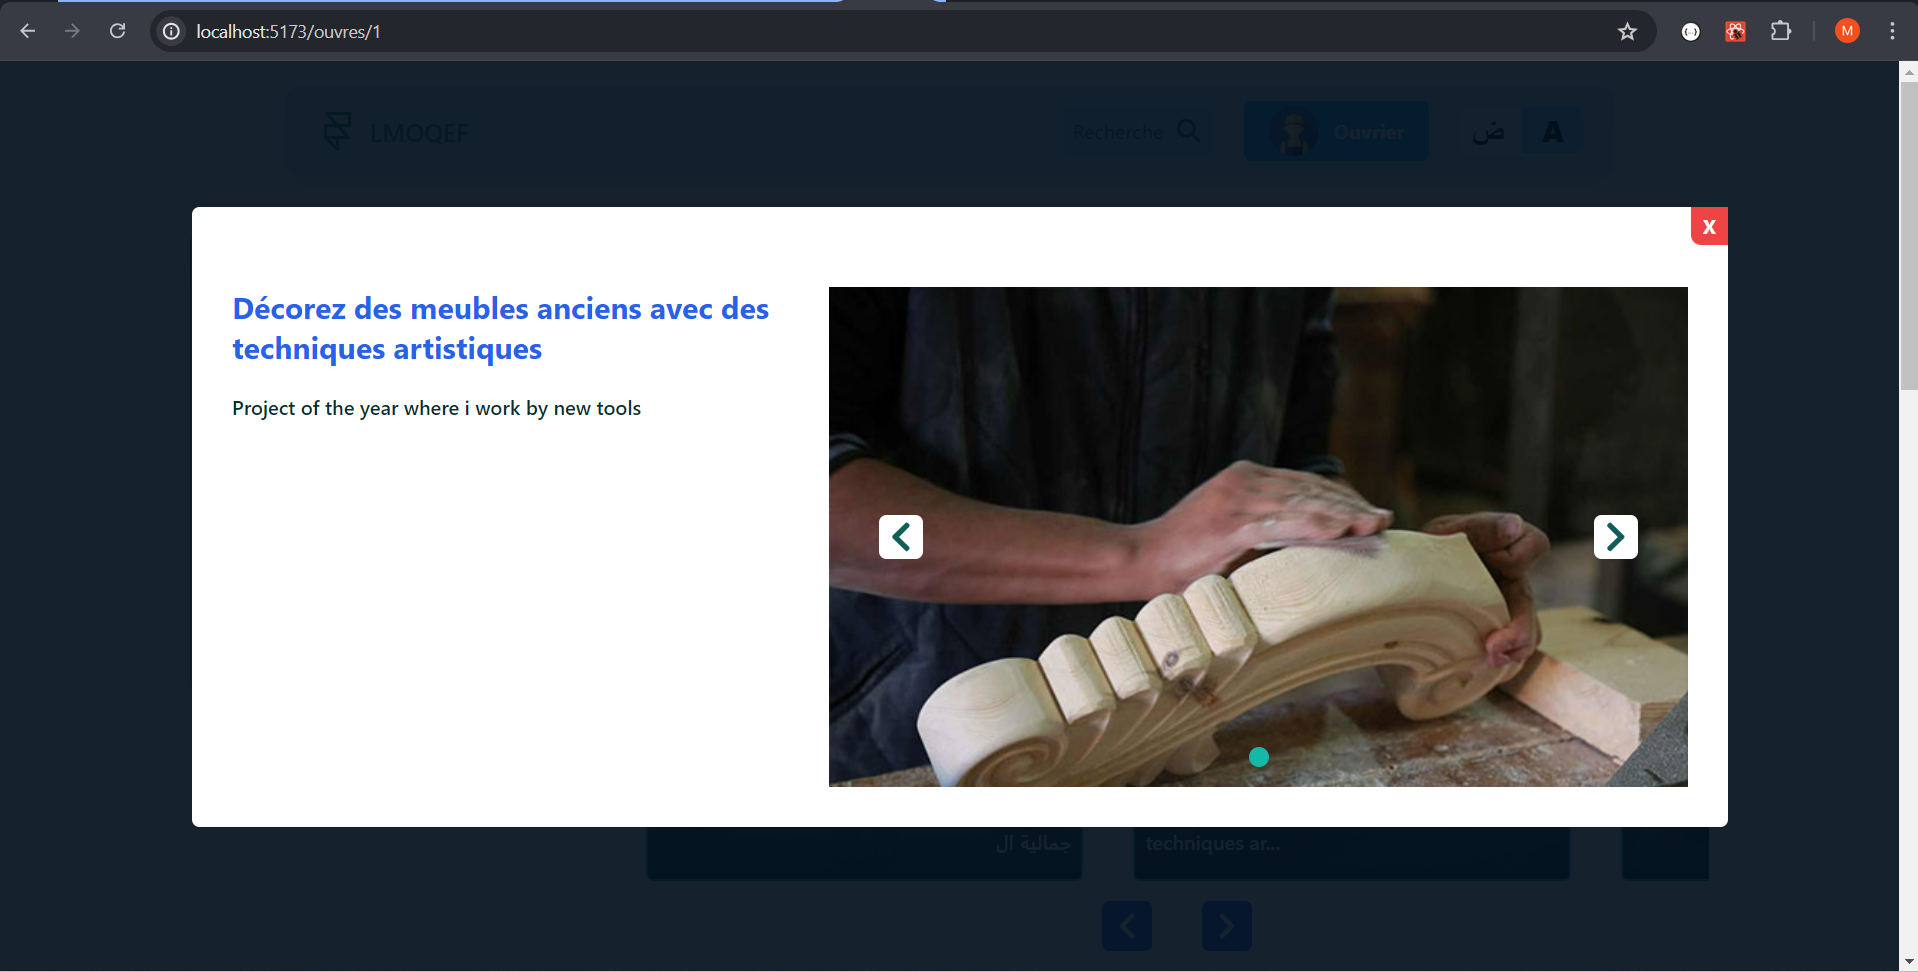 localhost:5173/ouvres/1
M
LMOQEF
Recherche
Ouvrier
ض
A
X
Décorez des meubles anciens avec des
techniques artistiques
Project of the year where i work by new tools
جمالية ال
techniques ar...